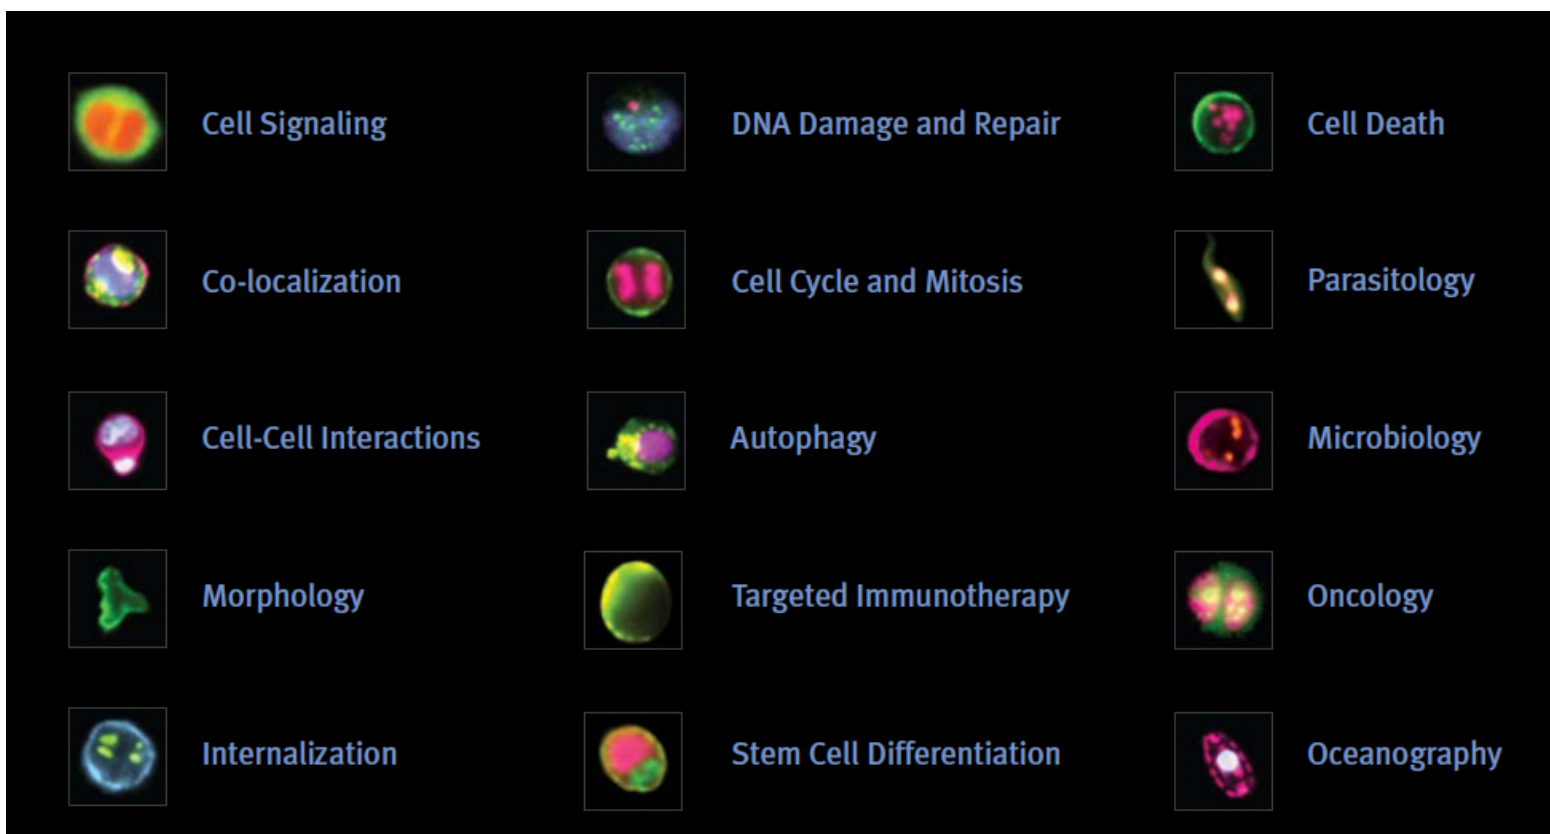 Cell Signaling
DNA Damage and Repair
Cell Death
Co-localization
Cell Cycle and Mitosis
Parasitology
Cell-Cell Interactions
Autophagy
Microbiology
Morphology
Targeted Immunotherapy
Oncology
Internalization
Stem Cell Differentiation
Oceanography